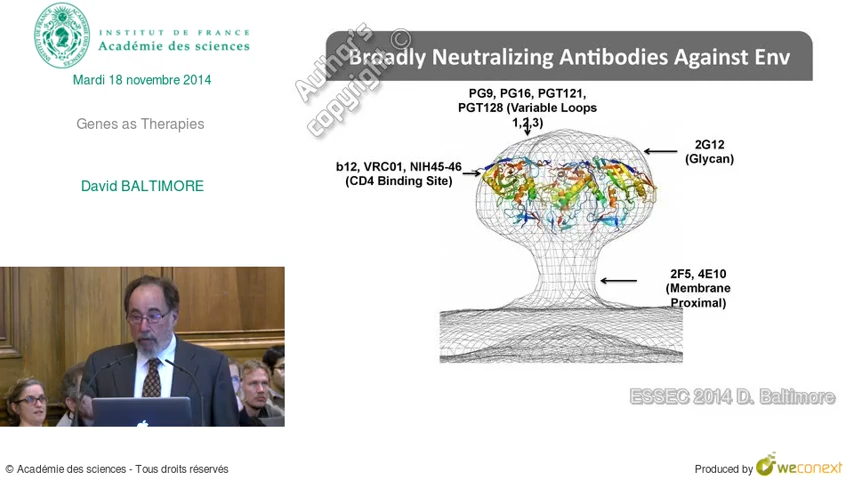 INSTITUT DE FRANCE
Académie des sciences
Mardi 18 novembre 2014
Genes as Therapies
David BALTIMORE
Author's
copyright ©
Broadly Neutralizing Antibodies Against Env
PG9, PG16, PGT121,
PGT128 (Variable Loops
1,2,3)
2G12
(Glycan)
b12, VRC01, NIH45-46
(CD4 Binding Site)
2F5, 4E10
(Membrane
Proximal)
ESSEC 2014 D. Baltimore
© Académie des sciences - Tous droits réservés
Produced by weconext